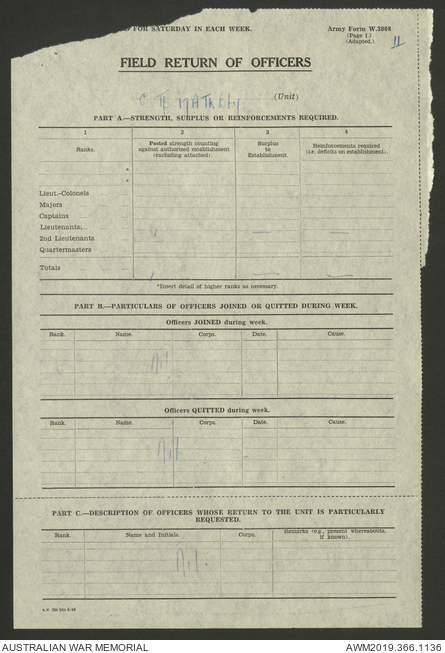 D FOR SATURDAY IN EACH WEEK.
Army Form W.3008
(Page 1.)
(Adapted.)
11
FIELD RETURN OF OFFICERS
(Unit)
PART A.—STRENGTH, SURPLUS OR REINFORCEMENTS REQUIRED.
1 2 3 4
Ranks. Posted strength counting against authorized establishment (excluding attached). Surplus to Establishment. Reinforcements required (i.e. deficits on establishment).
*
*
Lieut.-Colonels
Majors
Captains
Lieutenants — —
2nd Lieutenants
Quartermasters
Totals — —
*Insert detail of higher ranks as necessary.
PART B.—PARTICULARS OF OFFICERS JOINED OR QUITTED DURING WEEK.
Officers JOINED during week.
Rank. Name. Corps. Date. Cause.
Nil
Officers QUITTED during week.
Rank. Name. Corps. Date. Cause.
Nil
PART C.—DESCRIPTION OF OFFICERS WHOSE RETURN TO THE UNIT IS PARTICULARLY
REQUESTED.
Rank. Name and Initials. Corps. Remarks (e.g., present whereabouts, if known).
Nil.
AUSTRALIAN WAR MEMORIAL AWM2019.366.1136